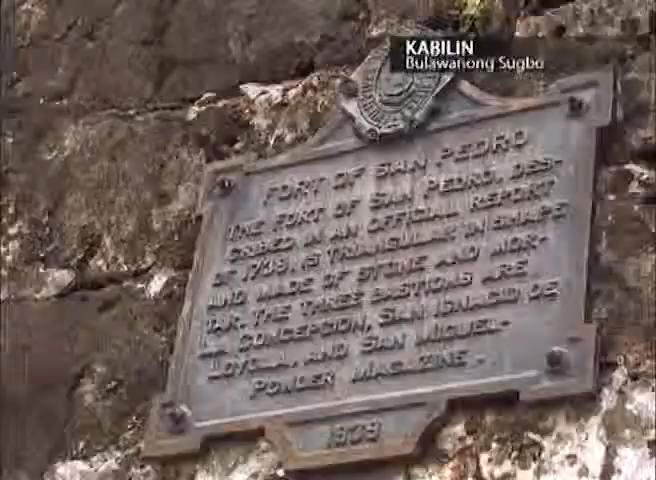 KABILIN
Bulawanong Sugbo
FORT OF SAN PEDRO
THE FORT OF SAN PEDRO, DES-
CRIBED IN AN OFFICIAL REPORT
OF 1738, IS TRIANGULAR IN SHAPE
AND MADE OF STONE AND MOR-
TAR. THE THREE BASTIONS ARE
LA CONCEPCION, SAN IGNACIO DE
LOYOLA, AND SAN MIGUEL-
POWDER MAGAZINE.
1939